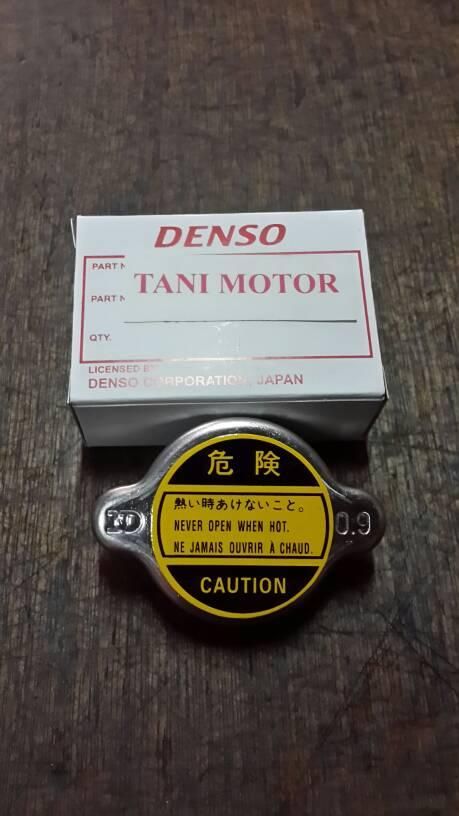 DENSO
PART N
TANI MOTOR
PART N
QTY.
LICENSED BY
DENSO CORPORATION, JAPAN
危険
熱い時あけないこと。
NEVER OPEN WHEN HOT.
NE JAMAIS OUVRIR À CHAUD.
CAUTION
0.9